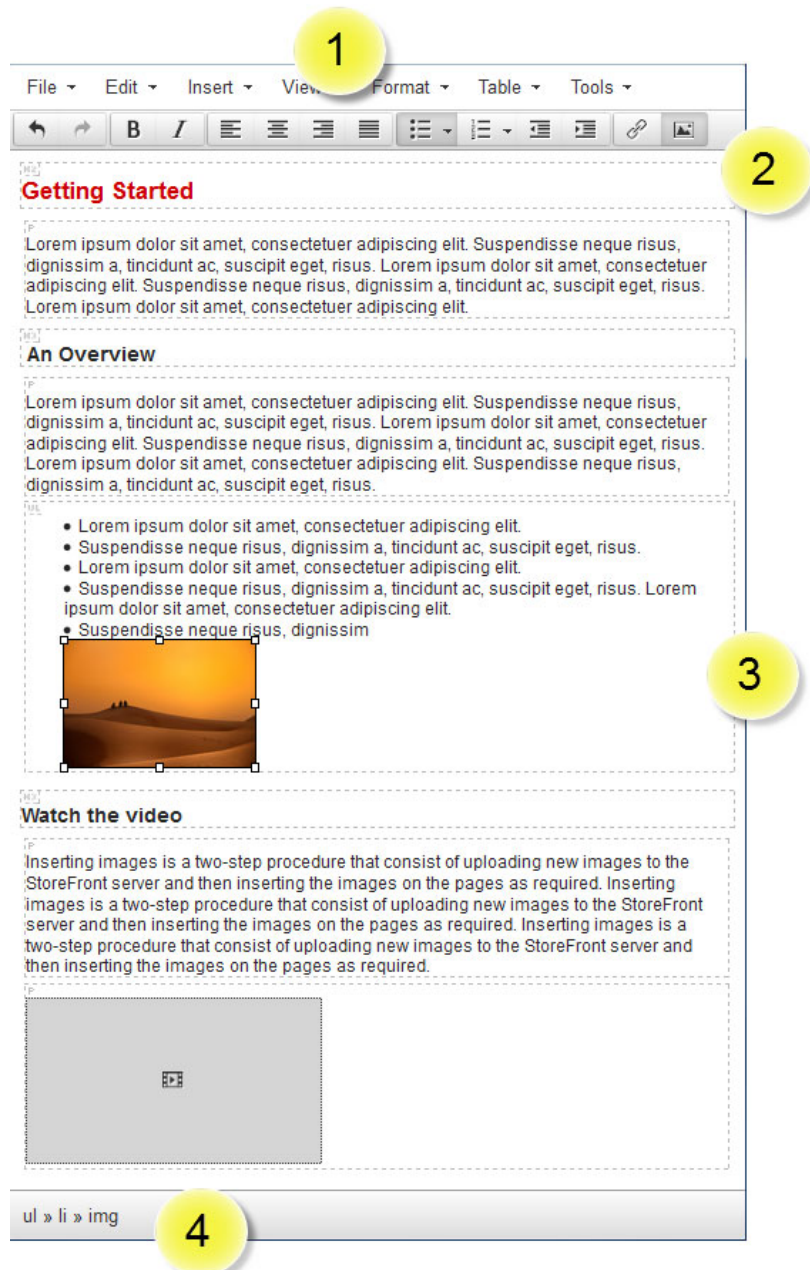 1
File Edit Insert View Format Table Tools
B I
2
H2
Getting Started
P
Lorem ipsum dolor sit amet, consectetuer adipiscing elit. Suspendisse neque risus,
dignissim a, tincidunt ac, suscipit eget, risus. Lorem ipsum dolor sit amet, consectetuer
adipiscing elit. Suspendisse neque risus, dignissim a, tincidunt ac, suscipit eget, risus.
Lorem ipsum dolor sit amet, consectetuer adipiscing elit.
An Overview
P
Lorem ipsum dolor sit amet, consectetuer adipiscing elit. Suspendisse neque risus,
dignissim a, tincidunt ac, suscipit eget, risus. Lorem ipsum dolor sit amet, consectetuer
adipiscing elit. Suspendisse neque risus, dignissim a, tincidunt ac, suscipit eget, risus.
Lorem ipsum dolor sit amet, consectetuer adipiscing elit. Suspendisse neque risus,
dignissim a, tincidunt ac, suscipit eget, risus.
UL
• Lorem ipsum dolor sit amet, consectetuer adipiscing elit.
• Suspendisse neque risus, dignissim a, tincidunt ac, suscipit eget, risus.
• Lorem ipsum dolor sit amet, consectetuer adipiscing elit.
• Suspendisse neque risus, dignissim a, tincidunt ac, suscipit eget, risus. Lorem
ipsum dolor sit amet, consectetuer adipiscing elit.
• Suspendisse neque risus, dignissim
3
Watch the video
P
Inserting images is a two-step procedure that consist of uploading new images to the
StoreFront server and then inserting the images on the pages as required. Inserting
images is a two-step procedure that consist of uploading new images to the StoreFront
server and then inserting the images on the pages as required. Inserting images is a
two-step procedure that consist of uploading new images to the StoreFront server and
then inserting the images on the pages as required.
P
ul » li » img
4